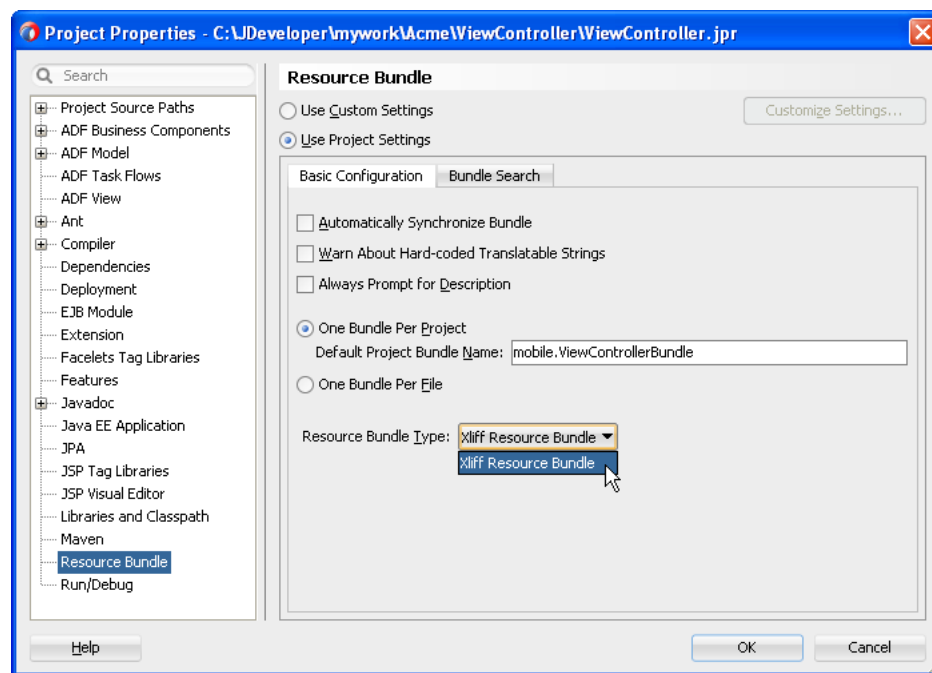 Project Properties - C:\JDeveloper\mywork\Acme\ViewController\ViewController.jpr
Search
Project Source Paths
ADF Business Components
ADF Model
ADF Task Flows
ADF View
Ant
Compiler
Dependencies
Deployment
EJB Module
Extension
Facelets Tag Libraries
Features
Javadoc
Java EE Application
JPA
JSP Tag Libraries
JSP Visual Editor
Libraries and Classpath
Maven
Resource Bundle
Run/Debug
Resource Bundle
Use Custom Settings
Customize Settings...
Use Project Settings
Basic Configuration
Bundle Search
Automatically Synchronize Bundle
Warn About Hard-coded Translatable Strings
Always Prompt for Description
One Bundle Per Project
Default Project Bundle Name: mobile.ViewControllerBundle
One Bundle Per File
Resource Bundle Type: Xliff Resource Bundle
Xliff Resource Bundle
Help
OK
Cancel